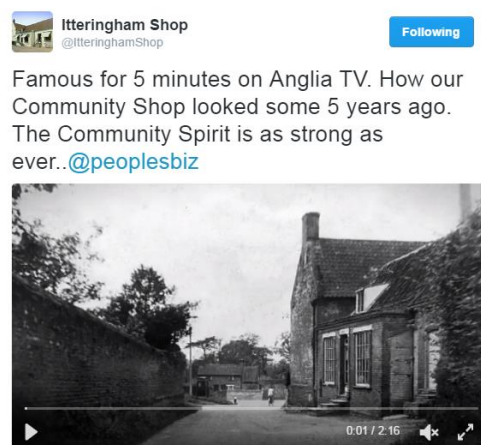 Itteringham Shop
@ItteringhamShop
Following
Famous for 5 minutes on Anglia TV. How our
Community Shop looked some 5 years ago.
The Community Spirit is as strong as
ever..@peoplesbiz
0:01 / 2:16